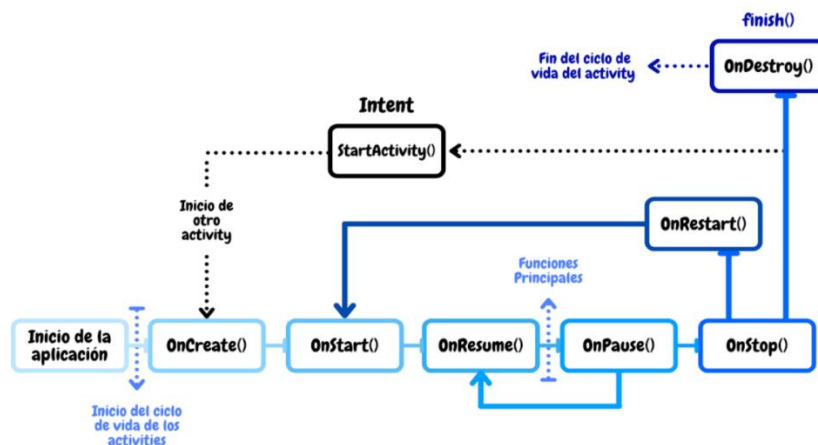 finish()
OnDestroy()
Fin del ciclo de
vida del activity
Intent
StartActivity()
Inicio de
otro
activity
OnRestart()
Funciones
Principales
Inicio de la
aplicación
OnCreate()
OnStart()
OnResume()
OnPause()
OnStop()
Inicio del ciclo
de vida de los
activities